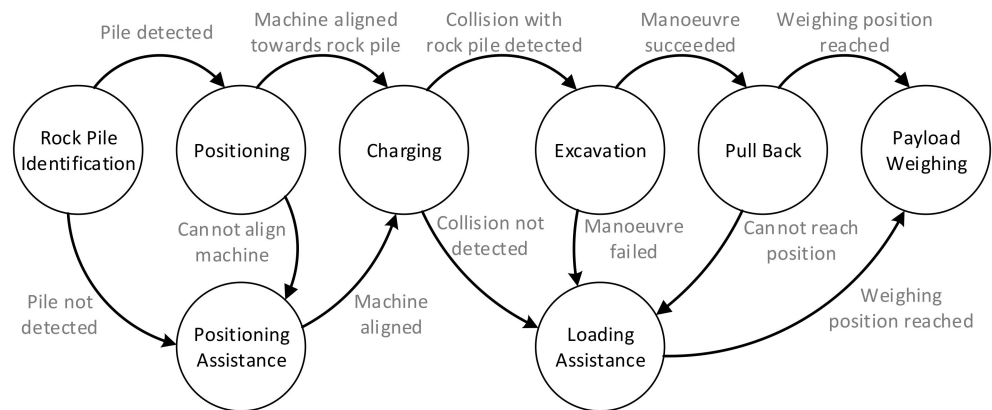 Pile detected
Machine aligned
towards rock pile
Collision with
rock pile detected
Manoeuvre
succeeded
Weighing position
reached
Rock Pile
Identification
Positioning
Charging
Excavation
Pull Back
Payload
Weighing
Cannot align
machine
Collision not
detected
Manoeuvre
failed
Cannot reach
position
Pile not
detected
Positioning
Assistance
Machine
aligned
Loading
Assistance
Weighing
position reached